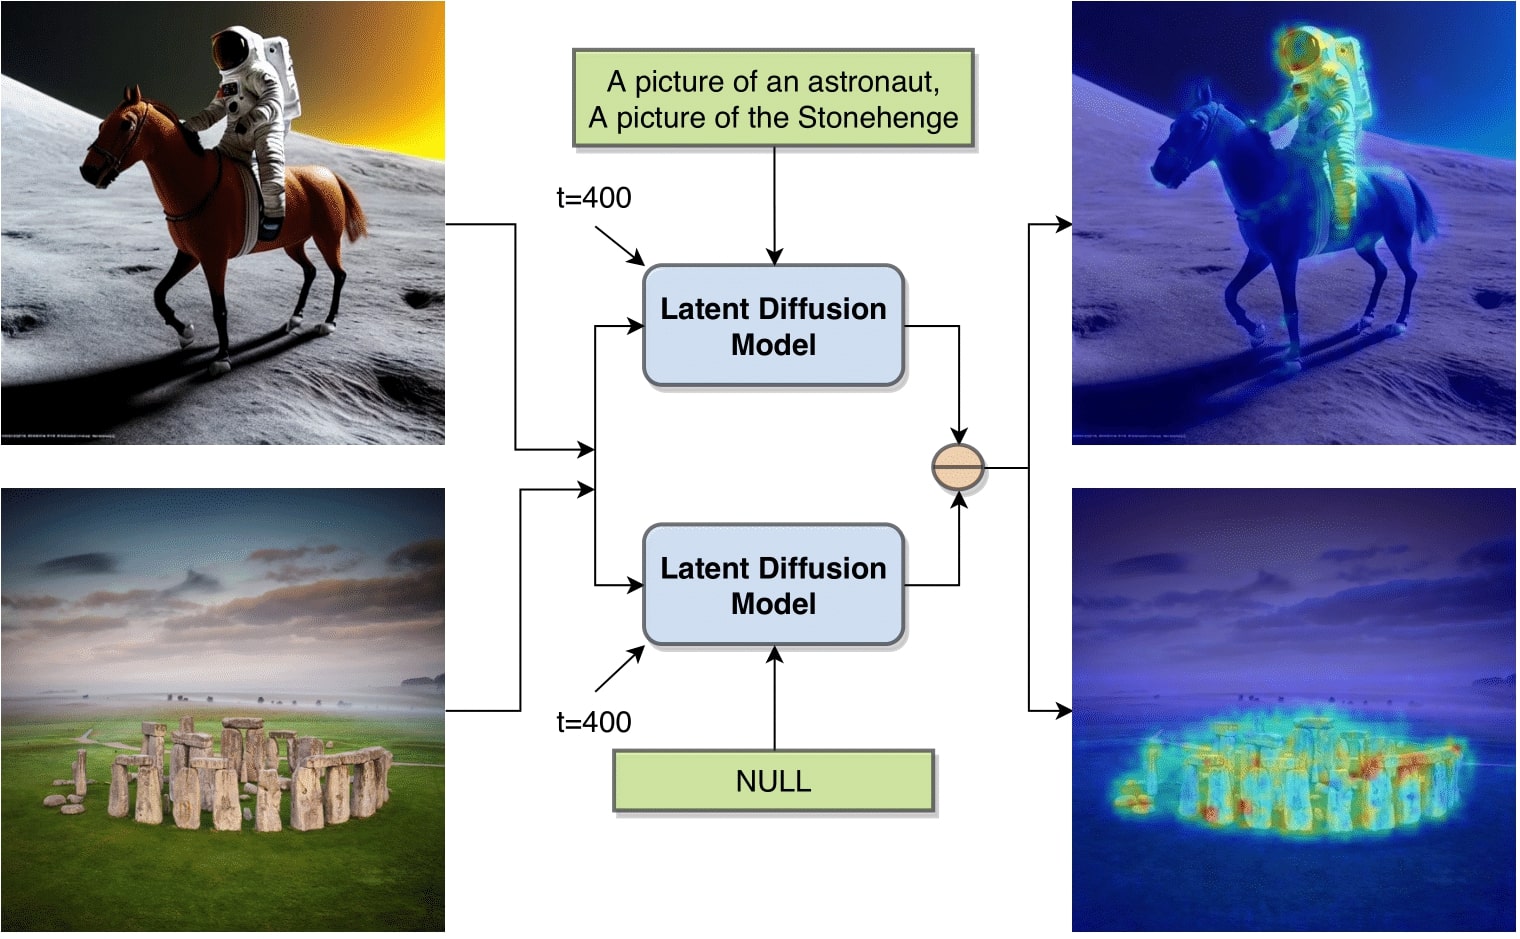 A picture of an astronaut,
A picture of the Stonehenge
t=400
Latent Diffusion
Model
Latent Diffusion
Model
t=400
NULL